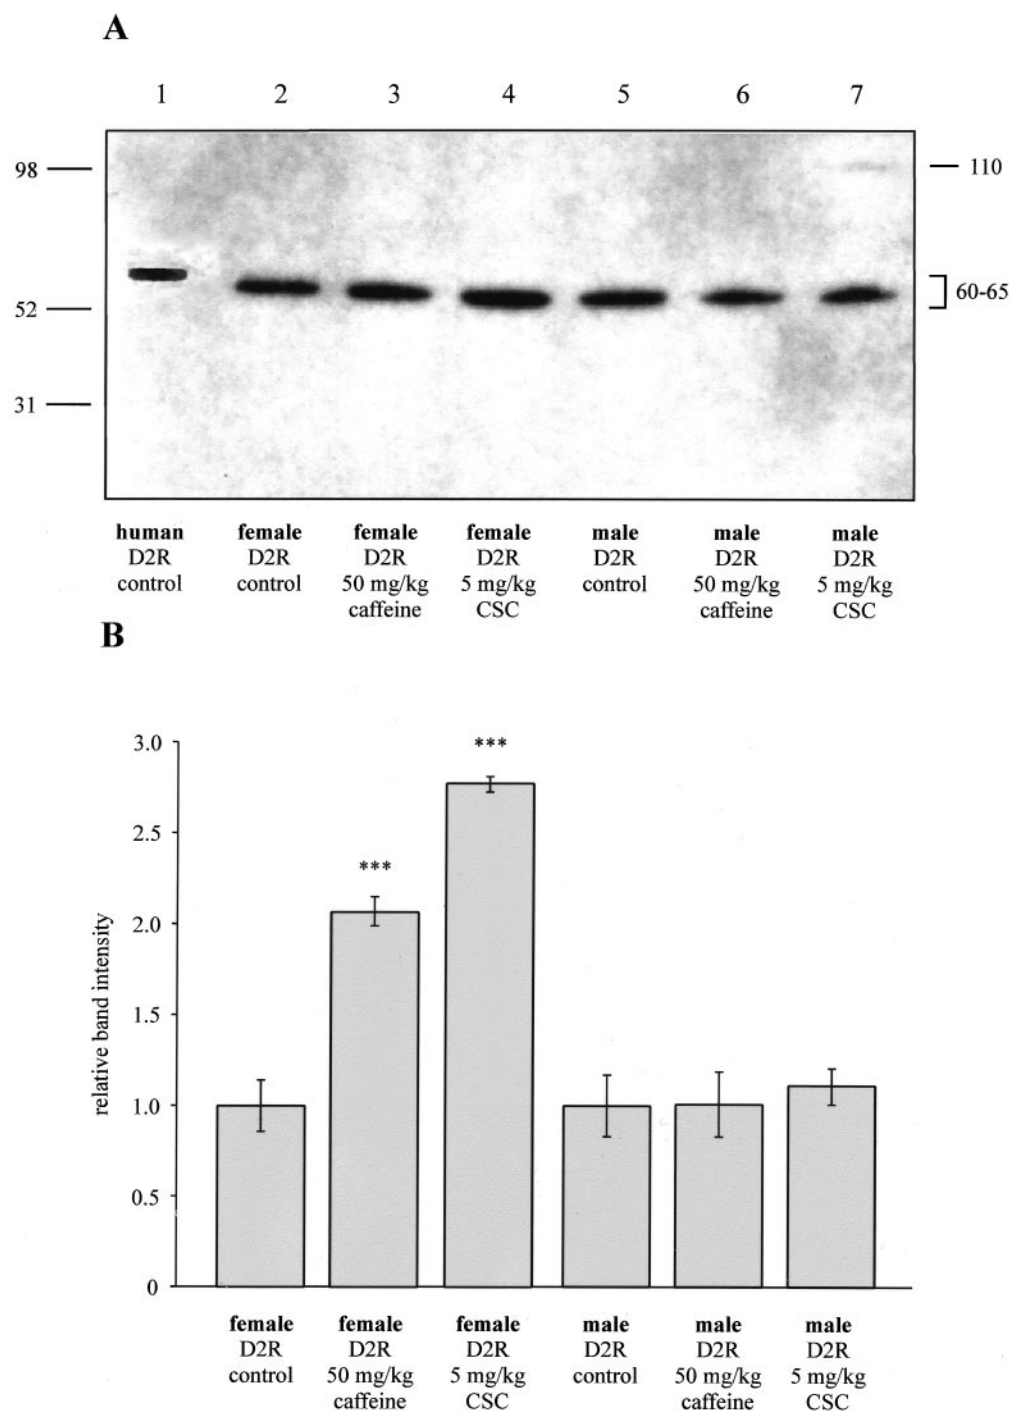 A
1 2 3 4 5 6 7
98
110
60-65
52
31
human female female female male male male
D2R D2R D2R D2R D2R D2R D2R
control control 50 mg/kg 5 mg/kg control 50 mg/kg 5 mg/kg
caffeine CSC caffeine CSC
B
3.0
***
2.5
***
2.0
1.5
1.0
0.5
0
relative band intensity
female female female male male male
D2R D2R D2R D2R D2R D2R
control 50 mg/kg 5 mg/kg control 50 mg/kg 5 mg/kg
caffeine CSC caffeine CSC